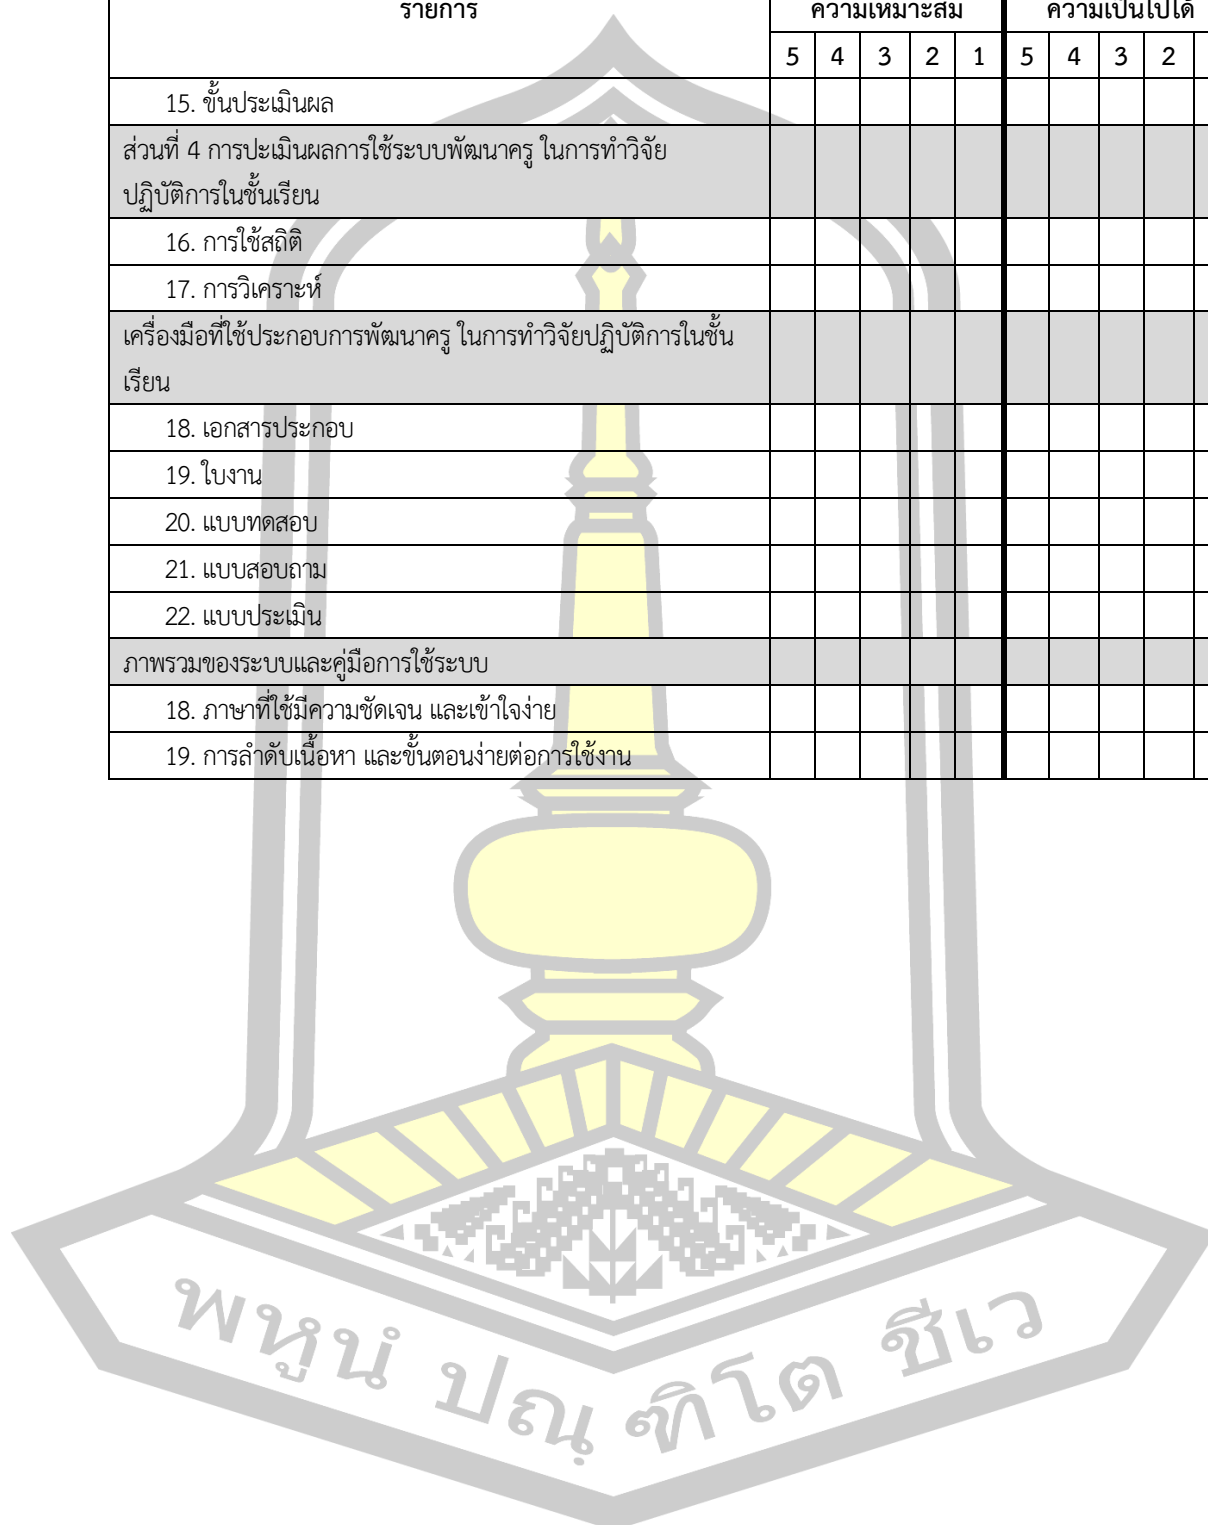 รายการ ความเหมาะสม ความเป็นไปได้
5 4 3 2 1 5 4 3 2
15. ขั้นประเมินผล
ส่วนที่ 4 การปะเมินผลการใช้ระบบพัฒนาครู ในการทำวิจัย
ปฏิบัติการในชั้นเรียน
16. การใช้สถิติ
17. การวิเคราะห์
เครื่องมือที่ใช้ประกอบการพัฒนาครู ในการทำวิจัยปฏิบัติการในชั้น
เรียน
18. เอกสารประกอบ
19. ใบงาน
20. แบบทดสอบ
21. แบบสอบถาม
22. แบบประเมิน
ภาพรวมของระบบและคู่มือการใช้ระบบ
18. ภาษาที่ใช้มีความชัดเจน และเข้าใจง่าย
19. การลำดับเนื้อหา และขั้นตอนง่ายต่อการใช้งาน
พหูนํ ปณฺฑิโต ชีเว